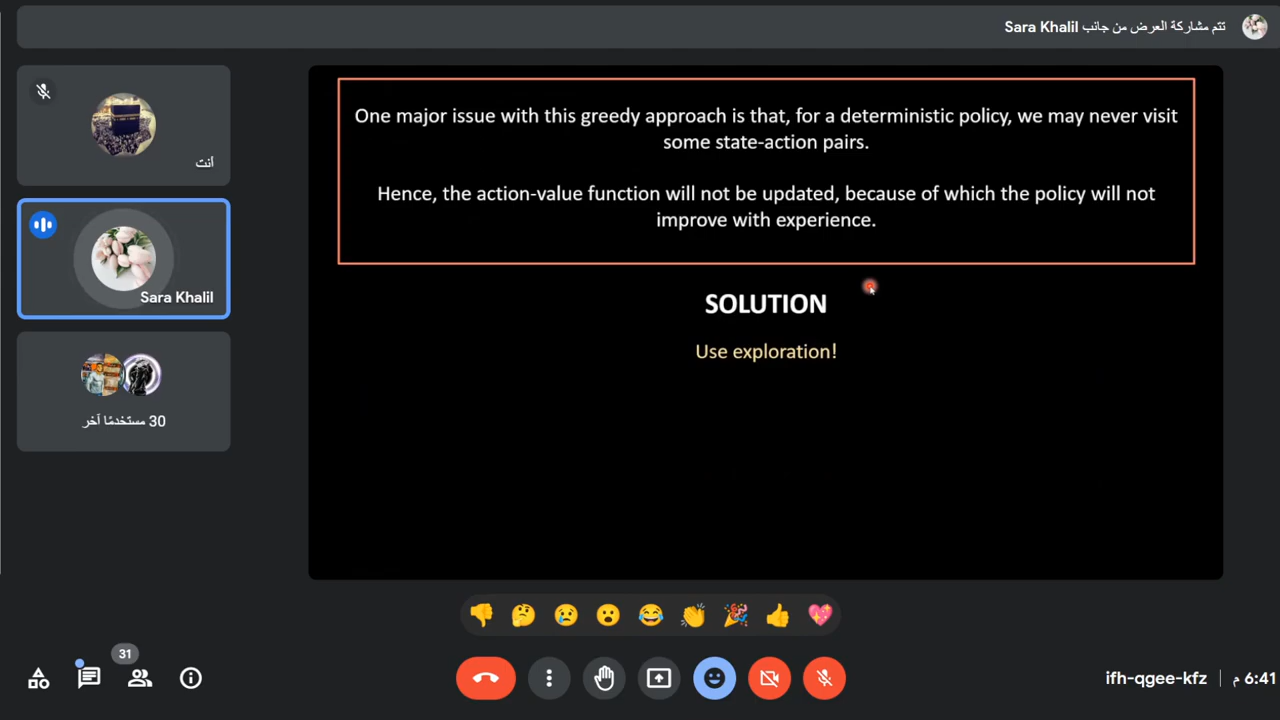 تتم مشاركة العرض من جانب Sara Khalil
انت
Sara Khalil
30 مستخدمًا آخر
One major issue with this greedy approach is that, for a deterministic policy, we may never visit
some state-action pairs.
Hence, the action-value function will not be updated, because of which the policy will not
improve with experience.
SOLUTION
Use exploration!
31
ifh-qgee-kfz
6:41 م